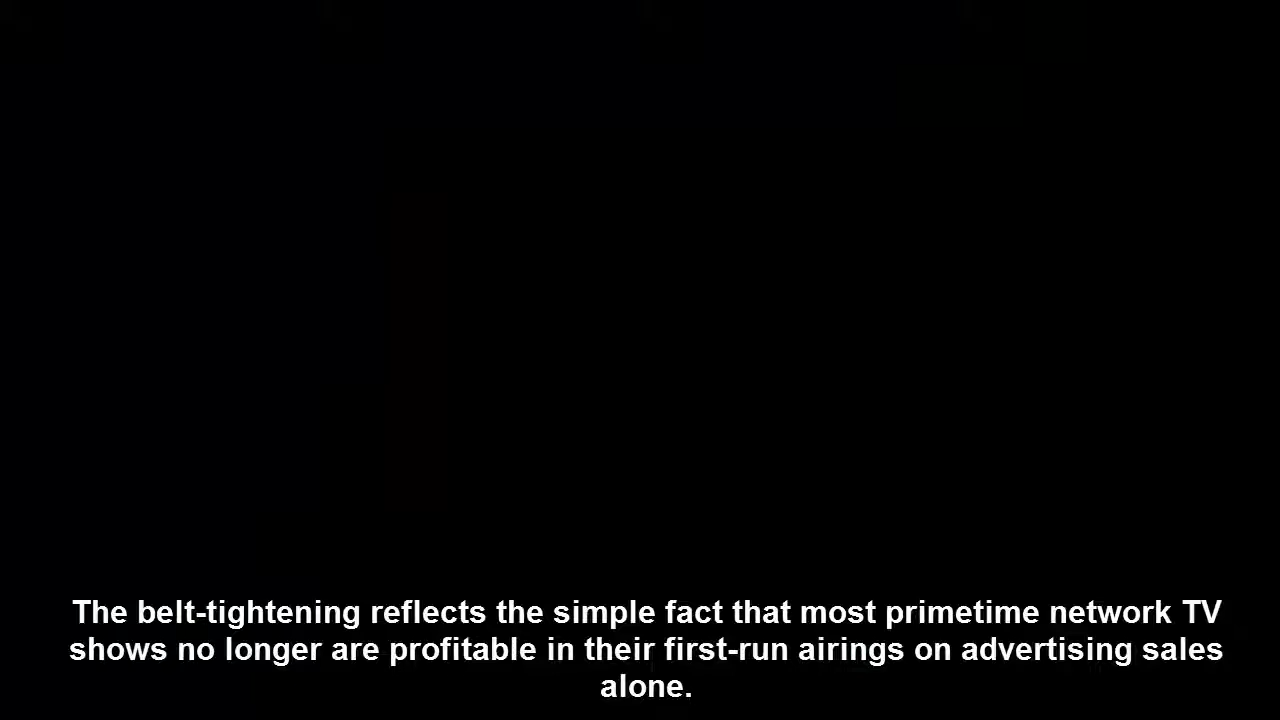 The belt-tightening reflects the simple fact that most primetime network TV
shows no longer are profitable in their first-run airings on advertising sales
alone.